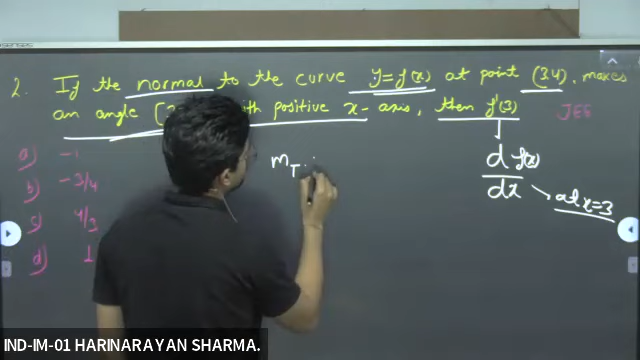 2. If the normal to the curve y=f(x) at point (3,4) makes
an angle with positive x-axis, then f'(3) JEE
a) -1
b) -3/4
c) 4/3
d) 1
m_T
d f(x)
dx
at x=3
IND-IM-01 HARINARAYAN SHARMA.